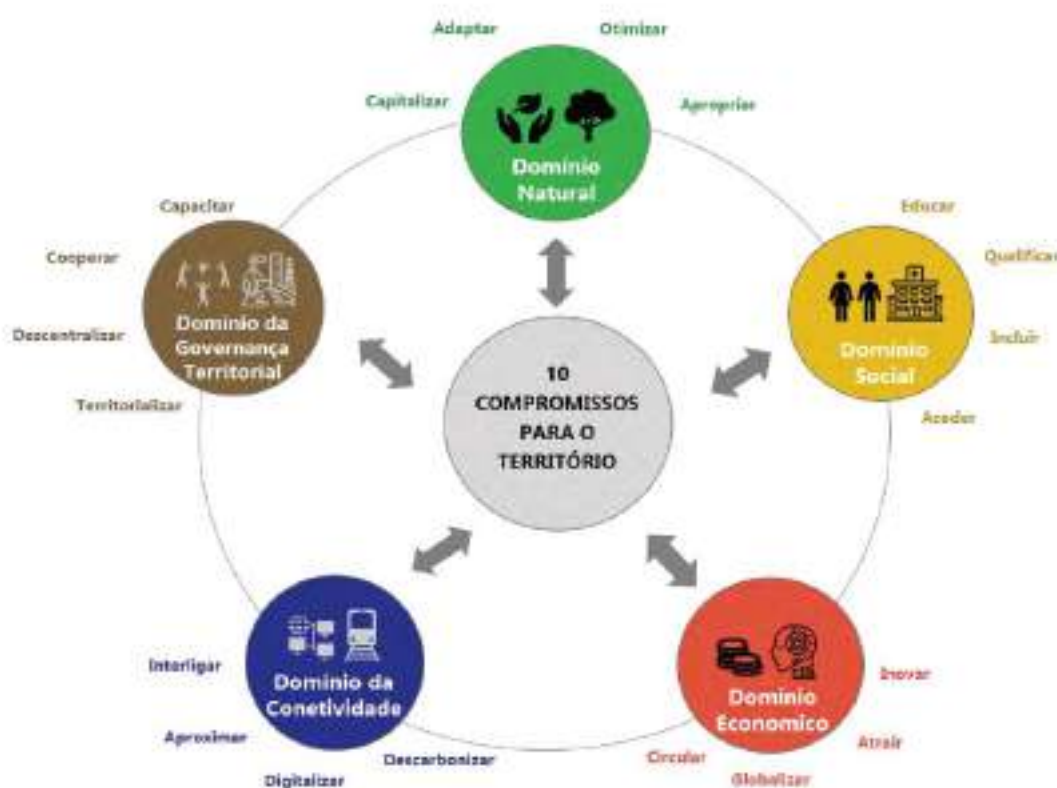 Adaptar
Otimizar
Capitalizar
Apropriar
Domínio
Natural
Capacitar
Cooperar
Descentralizar
Territorializar
Domínio da
Governança
Territorial
Educar
Qualificar
Incluir
Aceder
Domínio
Social
10
COMPROMISSOS
PARA O
TERRITÓRIO
Interligar
Aproximar
Digitalizar
Descarbonizar
Domínio da
Conetividade
Inovar
Atrair
Globalizar
Circular
Domínio
Economico